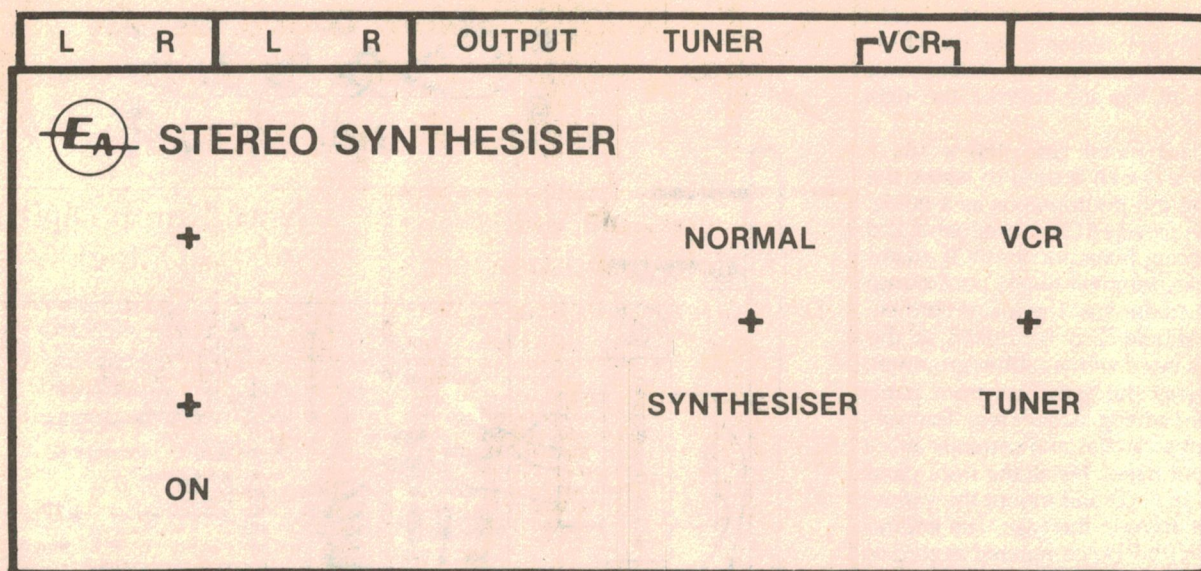 L R L R OUTPUT TUNER VCR
EA STEREO SYNTHESISER
NORMAL VCR
SYNTHESISER TUNER
ON